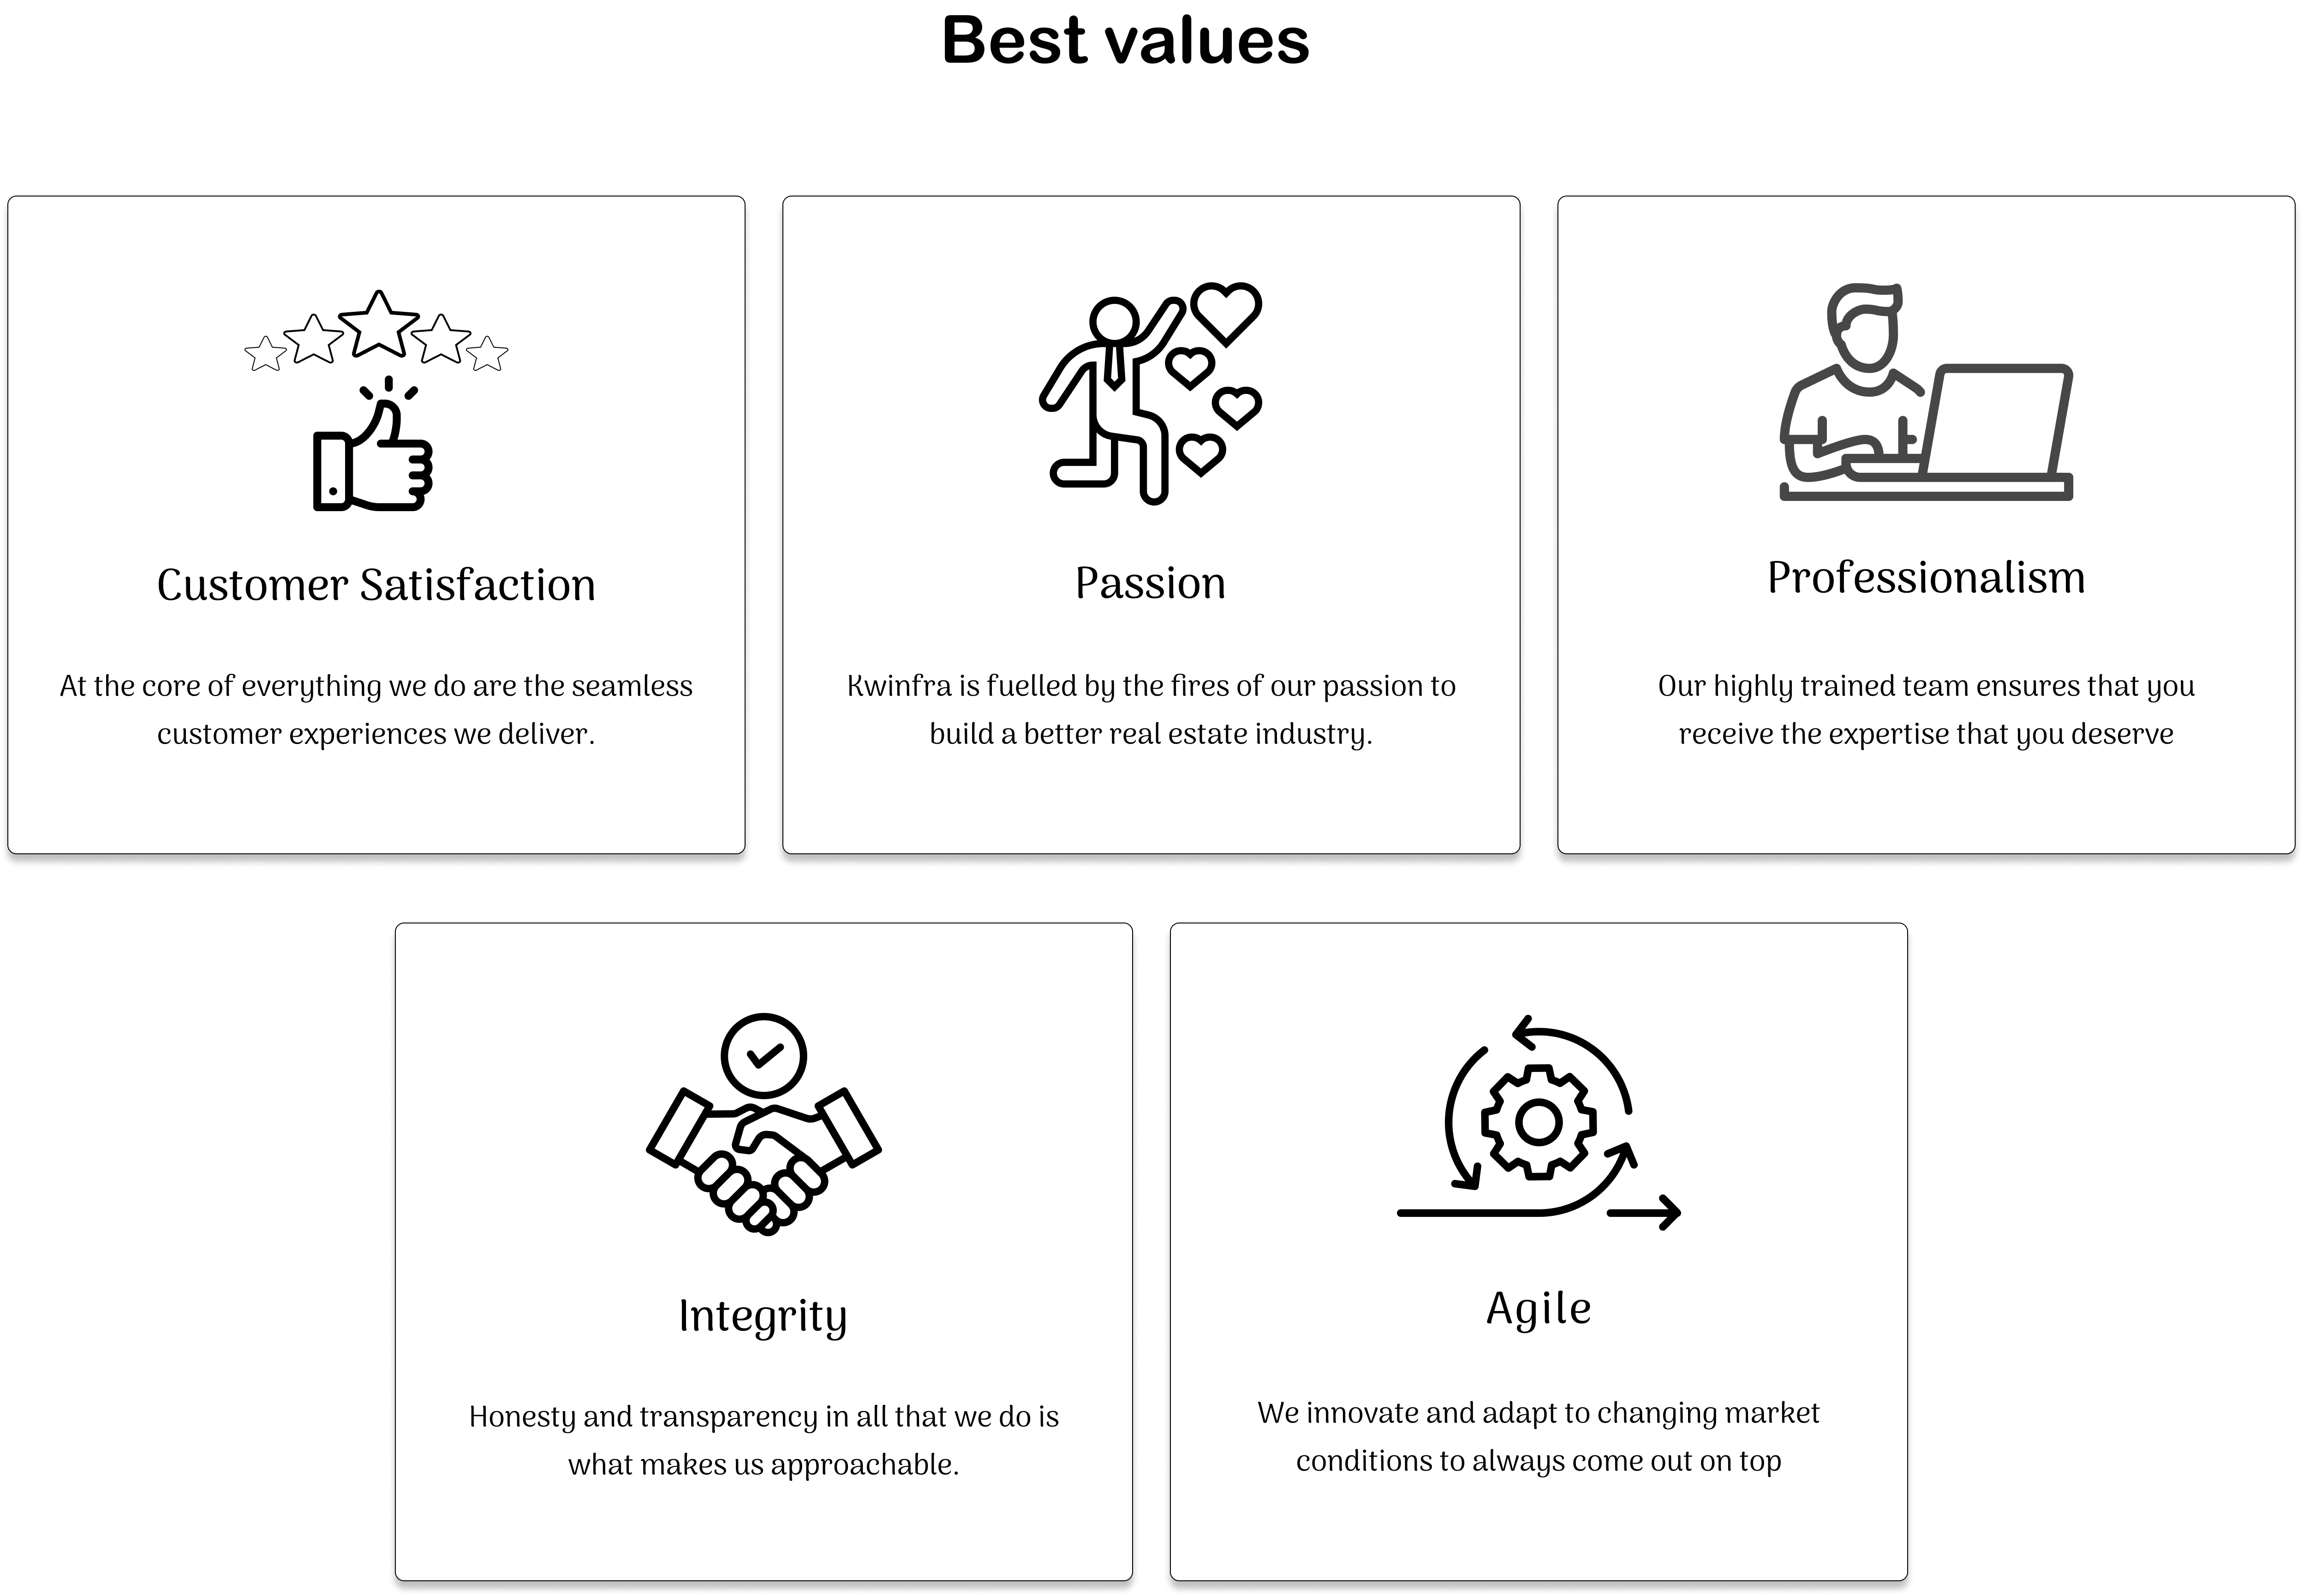 Best values
Customer Satisfaction
At the core of everything we do are the seamless
customer experiences we deliver.
Passion
Kwinfra is fuelled by the fires of our passion to
build a better real estate industry.
Professionalism
Our highly trained team ensures that you
receive the expertise that you deserve
Integrity
Honesty and transparency in all that we do is
what makes us approachable.
Agile
We innovate and adapt to changing market
conditions to always come out on top